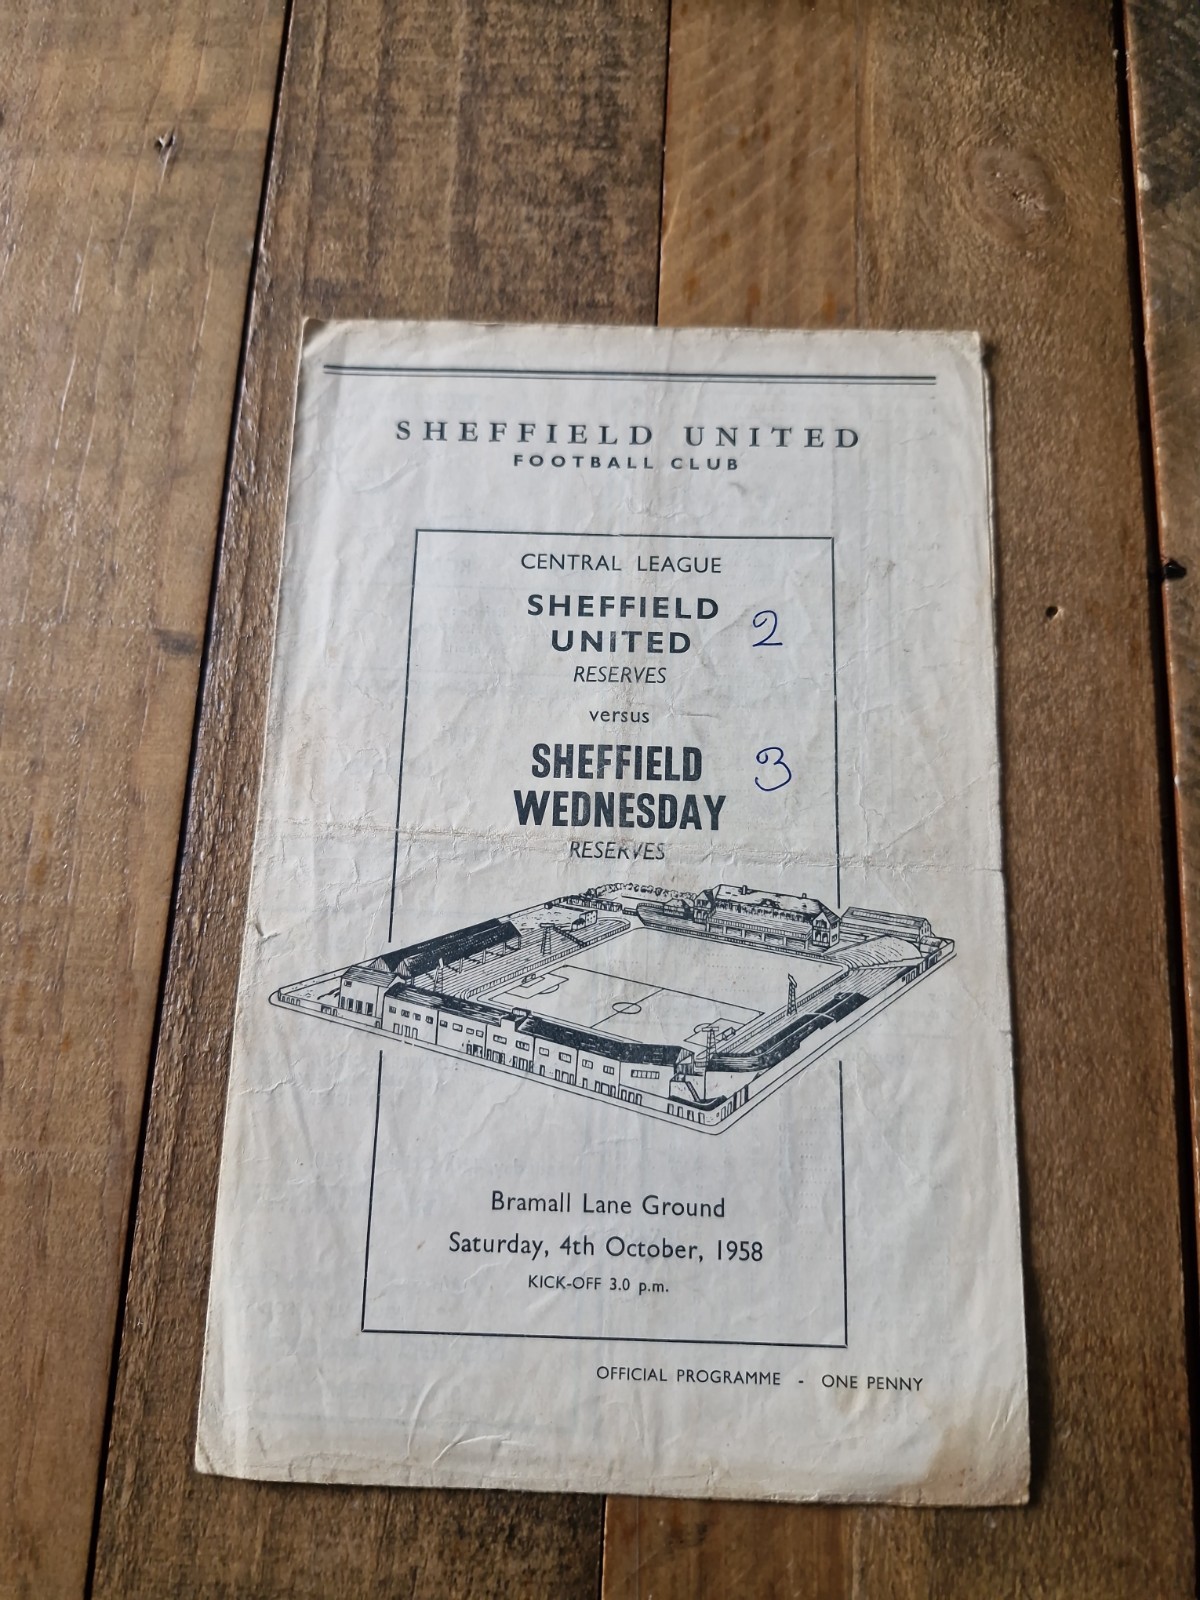 SHEFFIELD UNITED
FOOTBALL CLUB
CENTRAL LEAGUE
SHEFFIELD
UNITED 2
RESERVES
versus
SHEFFIELD 3
WEDNESDAY
RESERVES
Bramall Lane Ground
Saturday, 4th October, 1958
KICK-OFF 3.0 p.m.
OFFICIAL PROGRAMME - ONE PENNY